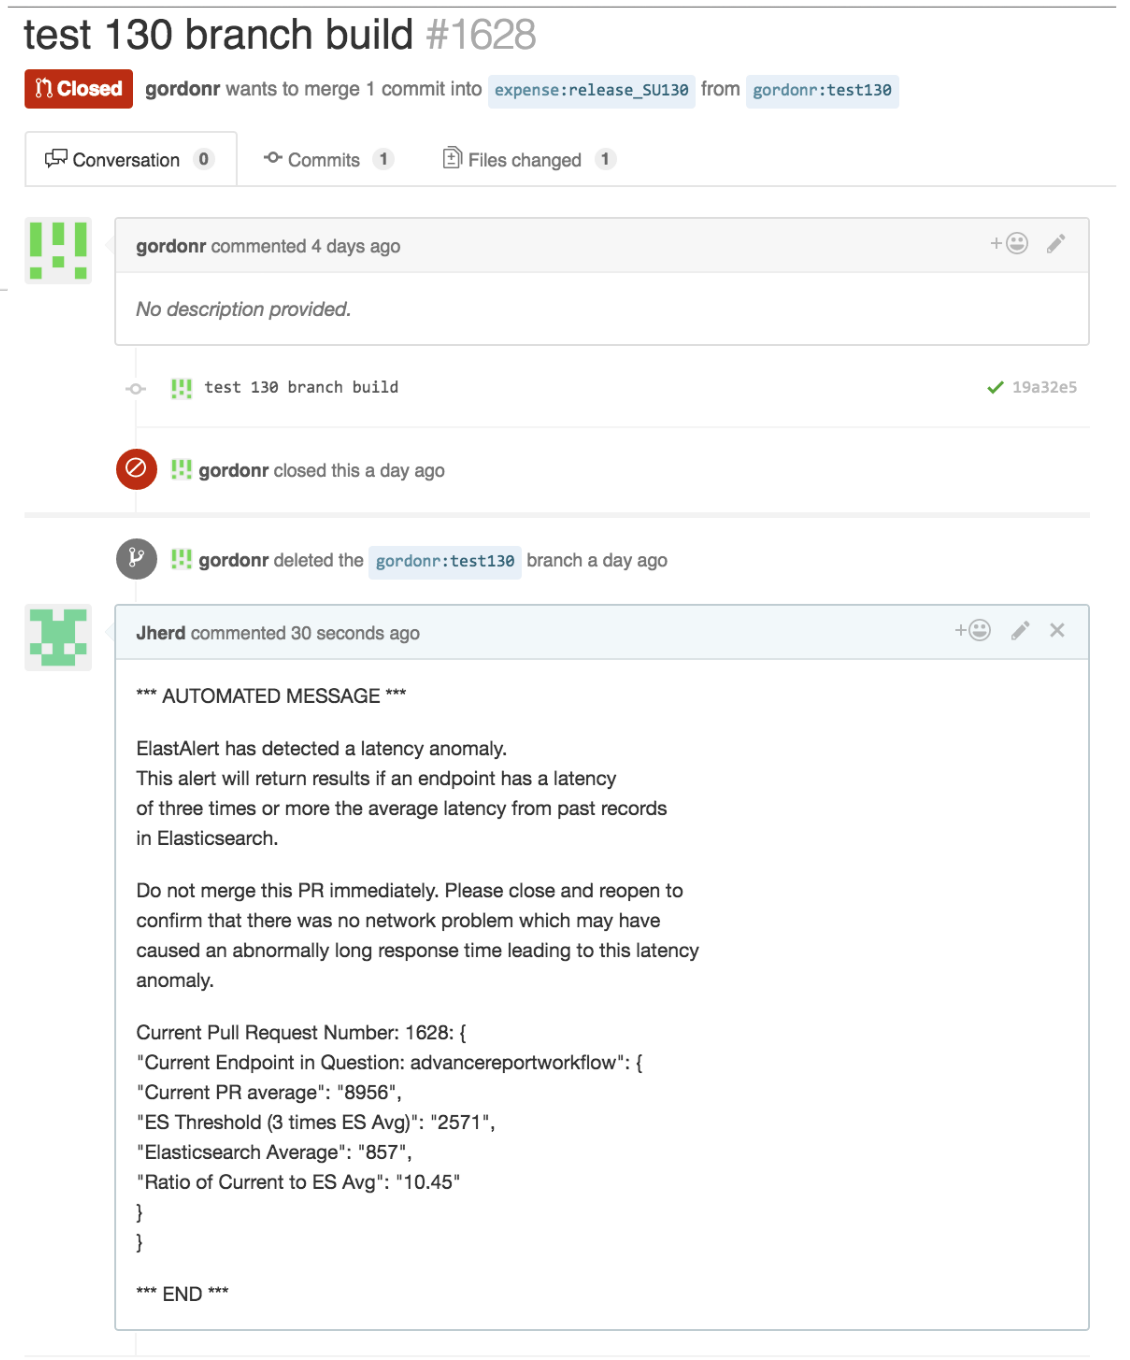 test 130 branch build #1628
Closed gordonr wants to merge 1 commit into expense:release_SU130 from gordonr:test130
Conversation 0 Commits 1 Files changed 1
gordonr commented 4 days ago
No description provided.
test 130 branch build 19a32e5
gordonr closed this a day ago
gordonr deleted the gordonr:test130 branch a day ago
Jherd commented 30 seconds ago
*** AUTOMATED MESSAGE ***
ElastAlert has detected a latency anomaly.
This alert will return results if an endpoint has a latency
of three times or more the average latency from past records
in Elasticsearch.
Do not merge this PR immediately. Please close and reopen to
confirm that there was no network problem which may have
caused an abnormally long response time leading to this latency
anomaly.
Current Pull Request Number: 1628: {
"Current Endpoint in Question: advancereportworkflow": {
"Current PR average": "8956",
"ES Threshold (3 times ES Avg)": "2571",
"Elasticsearch Average": "857",
"Ratio of Current to ES Avg": "10.45"
}
}
*** END ***